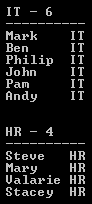 IT - 6
----------
Mark IT
Ben IT
Philip IT
John IT
Pam IT
Andy IT
HR - 4
----------
Steve HR
Mary HR
Valarie HR
Stacey HR